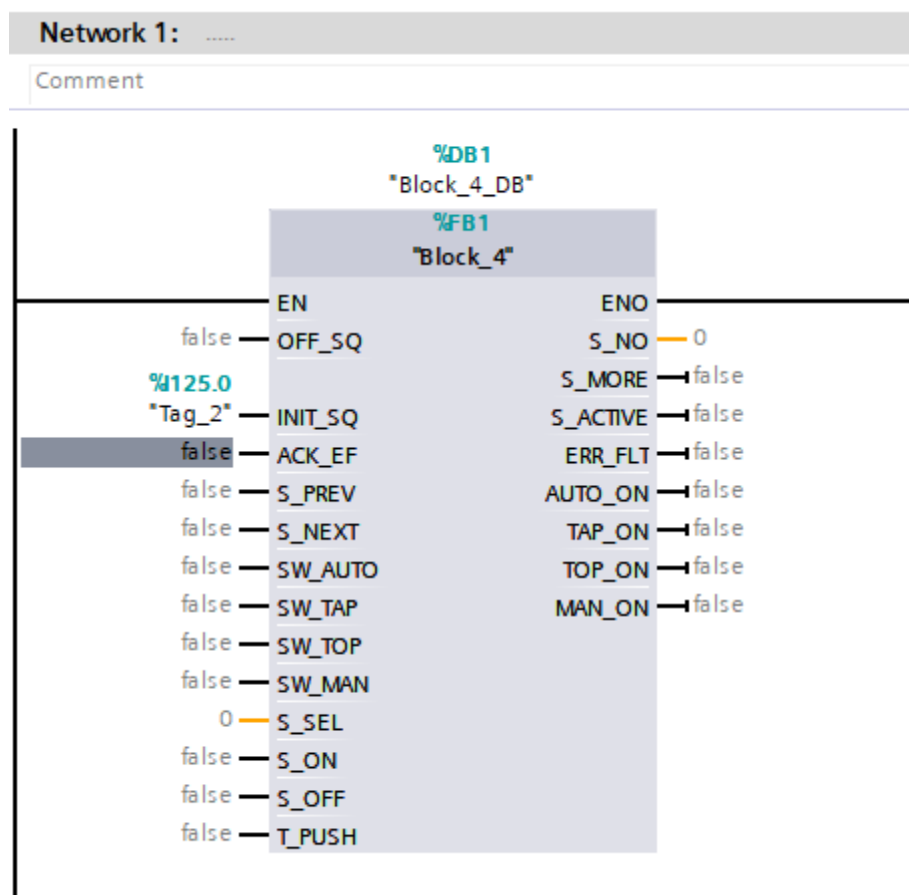 Network 1: .....
Comment
%DB1
"Block_4_DB"
%FB1
"Block_4"
EN ENO
false OFF_SQ S_NO 0
%I125.0 S_MORE false
"Tag_2" INIT_SQ S_ACTIVE false
false ACK_EF ERR_FLT false
false S_PREV AUTO_ON false
false S_NEXT TAP_ON false
false SW_AUTO TOP_ON false
false SW_TAP MAN_ON false
false SW_TOP
false SW_MAN
0 S_SEL
false S_ON
false S_OFF
false T_PUSH